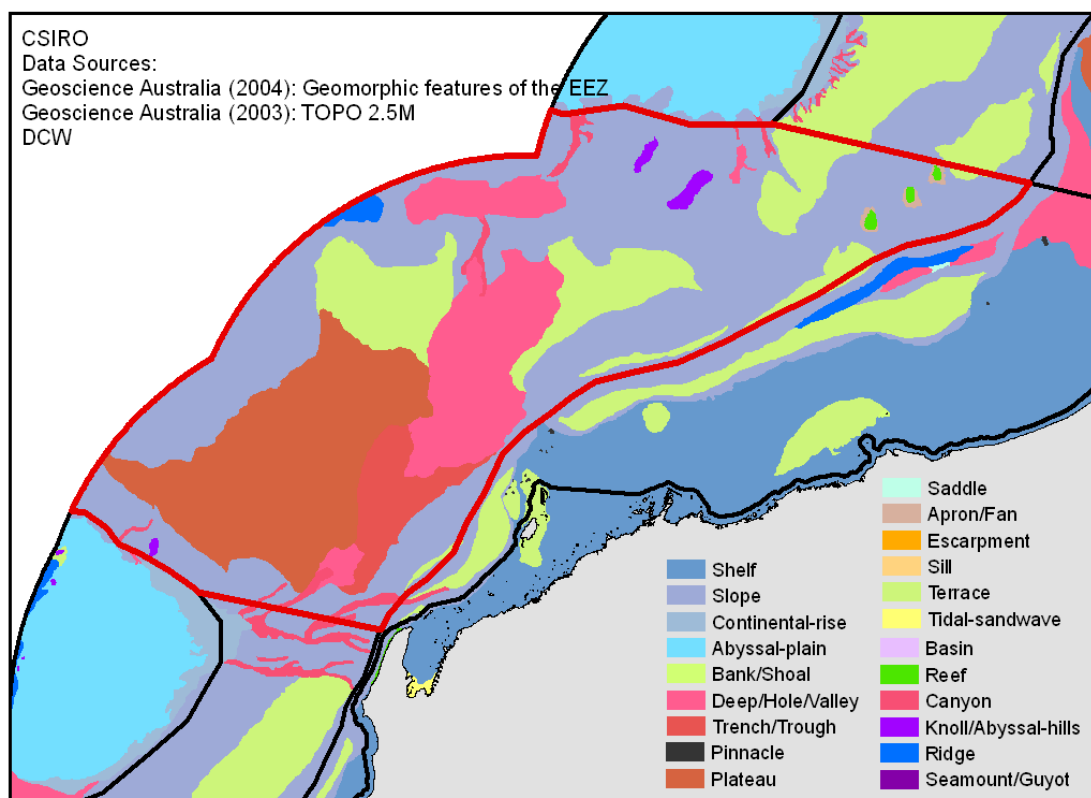 CSIRO
Data Sources:
Geoscience Australia (2004): Geomorphic features of the EEZ
Geoscience Australia (2003): TOPO 2.5M
DCW
Shelf
Slope
Continental-rise
Abyssal-plain
Bank/Shoal
Deep/Hole/Valley
Trench/Trough
Pinnacle
Plateau
Saddle
Apron/Fan
Escarpment
Sill
Terrace
Tidal-sandwave
Basin
Reef
Canyon
Knoll/Abyssal-hills
Ridge
Seamount/Guyot